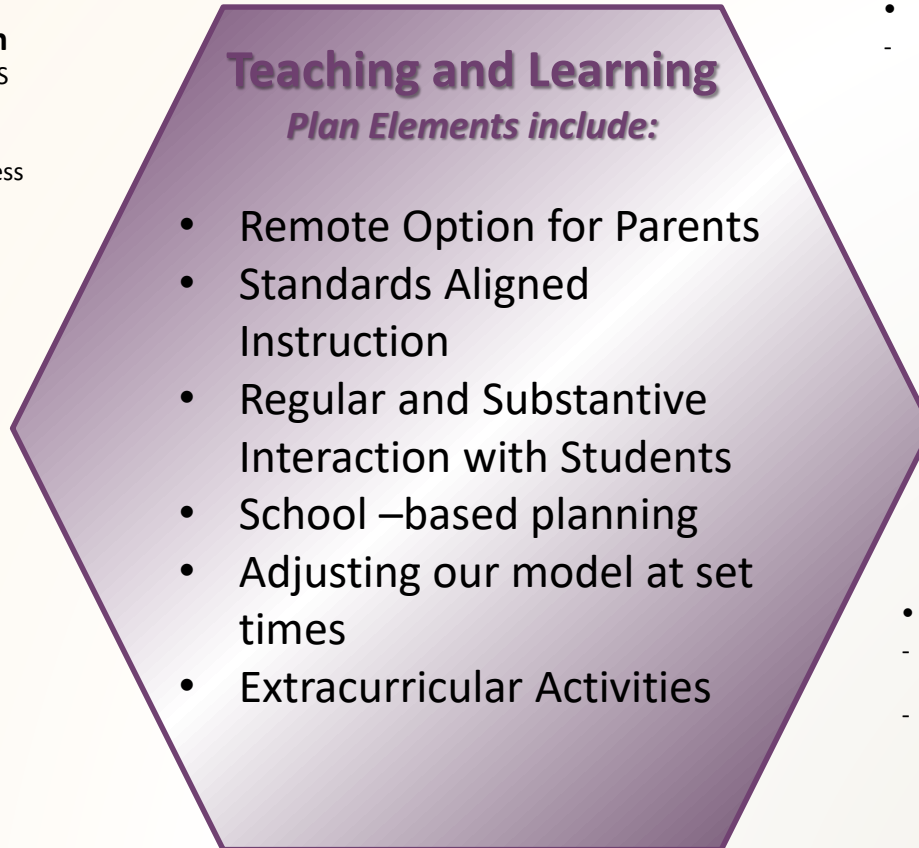 Teaching and Learning
Plan Elements include:
• Remote Option for Parents
• Standards Aligned
Instruction
• Regular and Substantive
Interaction with Students
• School –based planning
• Adjusting our model at set
times
• Extracurricular Activities